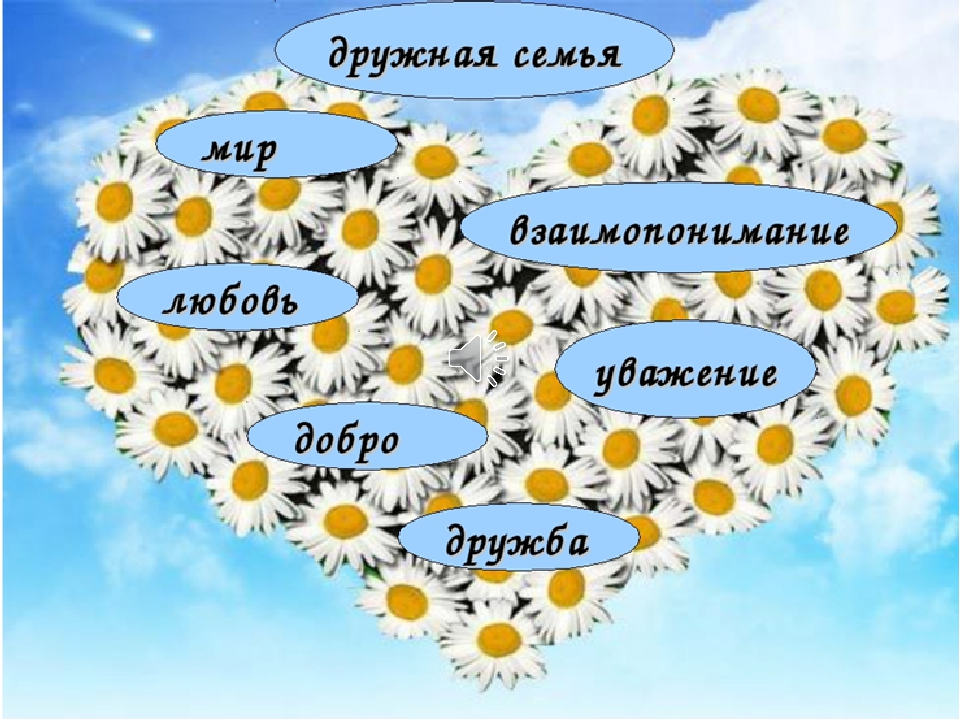 дружная семья
мир
взаимопонимание
любовь
уважение
добро
дружба